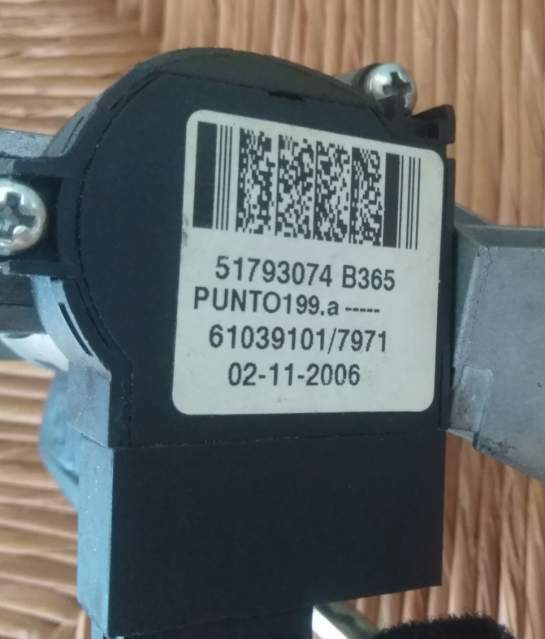 51793074 B365
PUNTO199.a -----
61039101/7971
02-11-2006